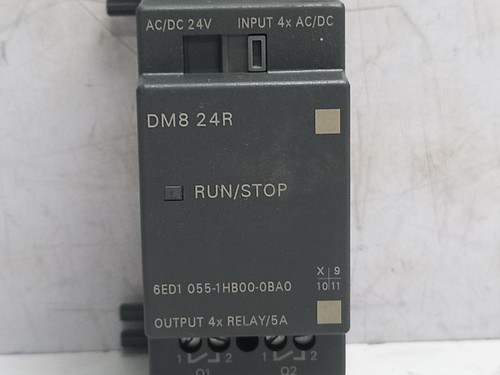 AC/DC 24V INPUT 4x AC/DC
DM8 24R
RUN/STOP
X 9
6ED1 055-1HB00-0BA0 10 11
OUTPUT 4x RELAY/5A
1 2 1 2
Q1 Q2